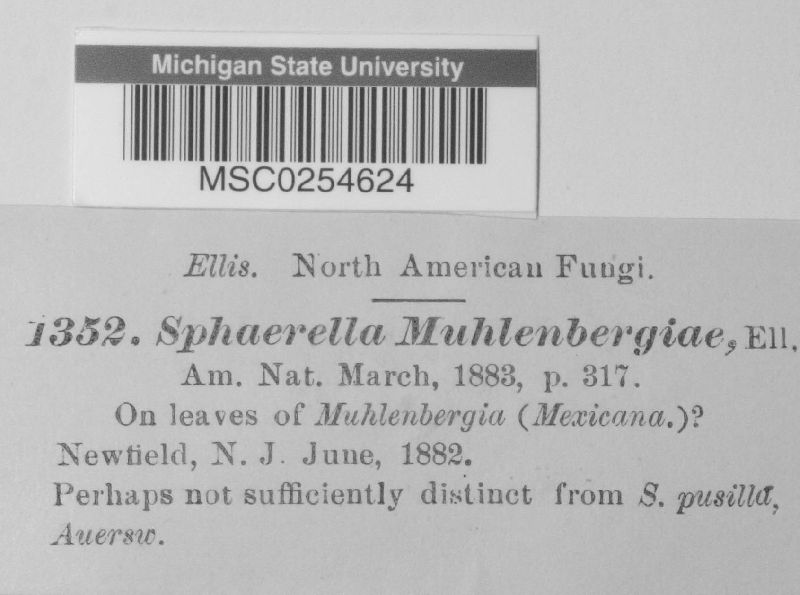 Michigan State University
MSC0254624
Ellis. North American Fungi.
1352. Sphaerella Muhlenbergiae, Ell.
Am. Nat. March, 1883, p. 317.
On leaves of Muhlenbergia (Mexicana.)?
Newfield, N. J. June, 1882.
Perhaps not sufficiently distinct from S. pusilla,
Auersw.